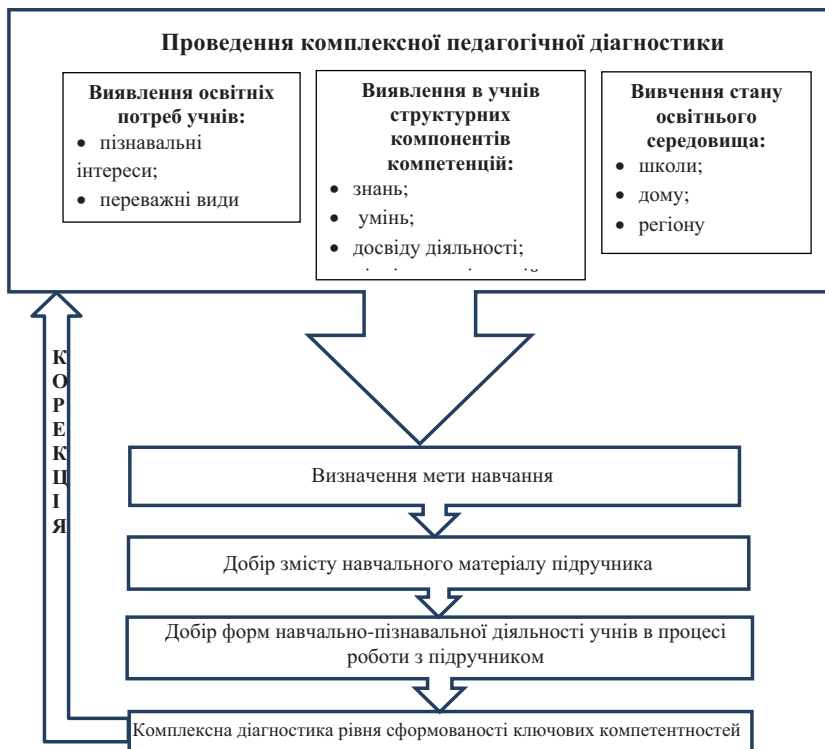 Проведення комплексної педагогічної діагностики
Виявлення освітніх
потреб учнів:
• пізнавальні
інтереси;
• переважні види
Виявлення в учнів
структурних
компонентів
компетенцій:
• знань;
• умінь;
• досвіду діяльності;
Вивчення стану
освітнього
середовища:
• школи;
• дому;
• регіону
КОРЕКЦІЯ
Визначення мети навчання
Добір змісту навчального матеріалу підручника
Добір форм навчально-пізнавальної діяльності учнів в процесі
роботи з підручником
Комплексна діагностика рівня сформованості ключових компетентностей